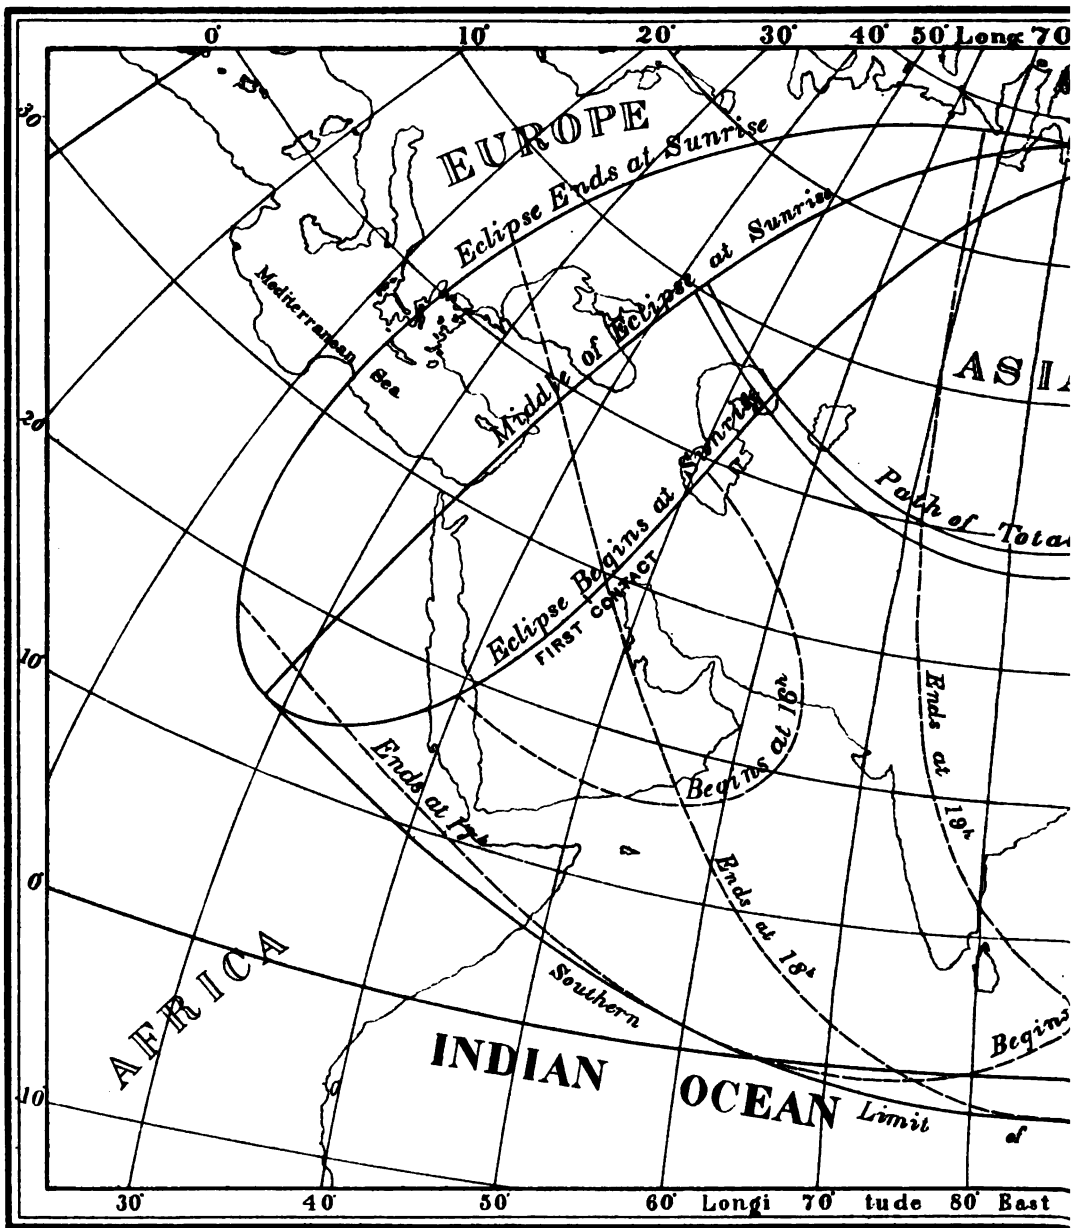 0° 10° 20° 30° 40° 50° Long 70
30°
EUROPE
Eclipse Ends at Sunrise
Middle of Eclipse at Sunrise
Mediterranean
Sea
ASIA
20°
Eclipse Begins at Sunrise
FIRST CONTACT
Path of Tota
10°
Ends at 17h
Begins at 16h
Ends at 19h
Ends at 18h
0°
AFRICA
Southern
Begins
INDIAN OCEAN
Limit
of
10°
30° 40° 50° 60° Longi 70° tude 80° East